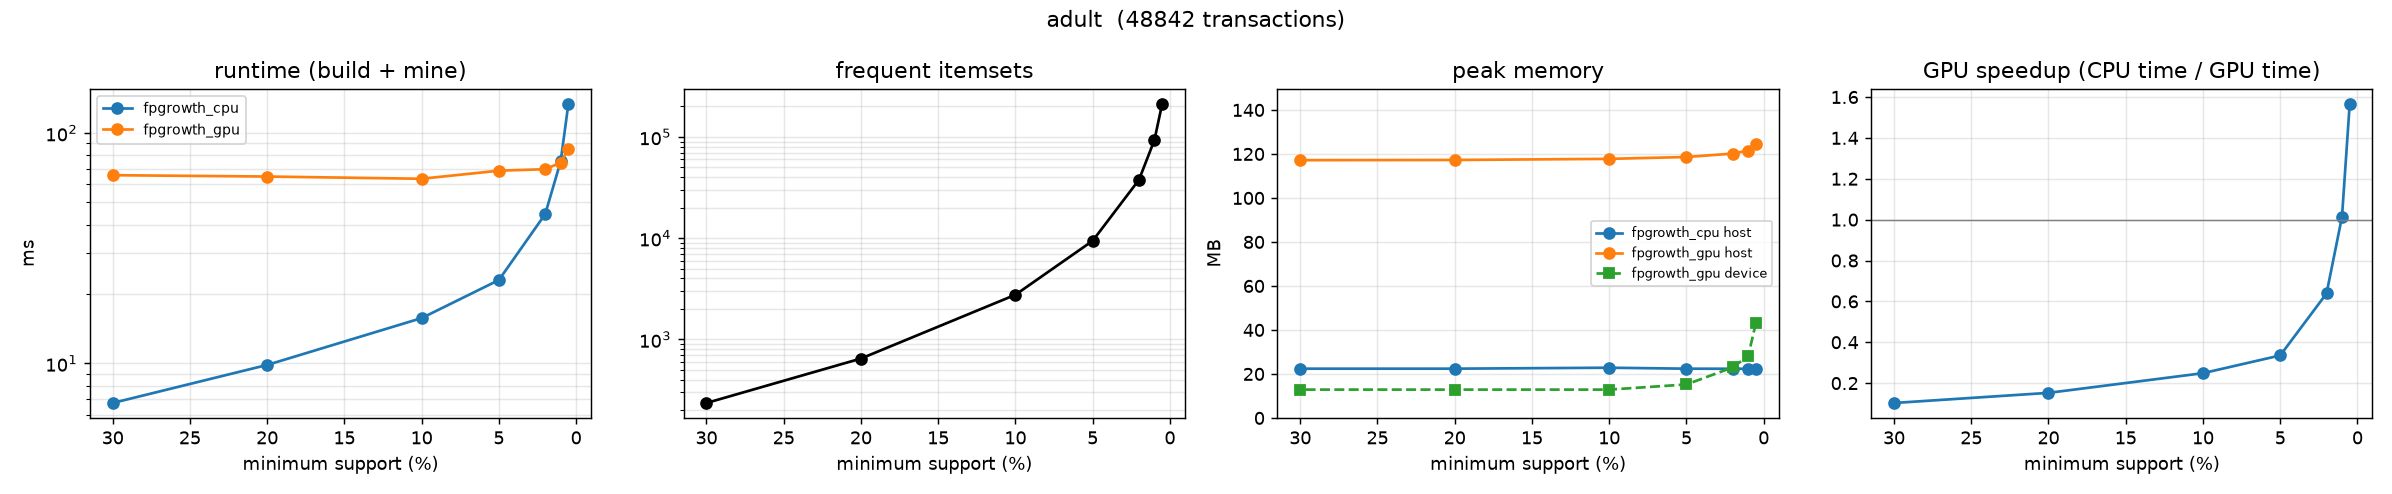 adult  (48842 transactions)
runtime (build + mine)
fpgrowth_cpu
fpgrowth_gpu
10²
10¹
ms
30 25 20 15 10 5 0
minimum support (%)
frequent itemsets
10⁵
10⁴
10³
30 25 20 15 10 5 0
minimum support (%)
peak memory
140
120
100
80
60
40
20
0
MB
fpgrowth_cpu host
fpgrowth_gpu host
fpgrowth_gpu device
30 25 20 15 10 5 0
minimum support (%)
GPU speedup (CPU time / GPU time)
1.6
1.4
1.2
1.0
0.8
0.6
0.4
0.2
30 25 20 15 10 5 0
minimum support (%)